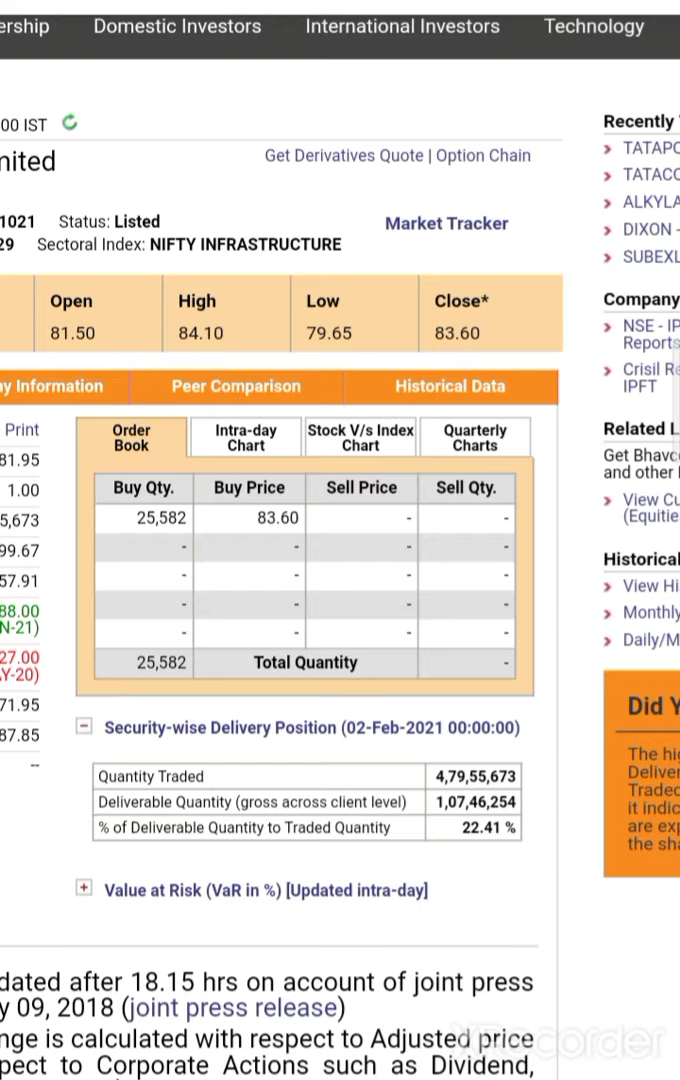 ership Domestic Investors International Investors Technology
00 IST
Recently
mited Get Derivatives Quote | Option Chain
TATAPO
TATACO
1021 Status: Listed Market Tracker
ALKYLA
29 Sectoral Index: NIFTY INFRASTRUCTURE
DIXON -
SUBEXL
Open High Low Close*
81.50 84.10 79.65 83.60
Company
NSE - IP
Reports
Crisil Re
IPFT
y Information Peer Comparison Historical Data
Print
81.95
1.00
5,673
99.67
57.91
88.00
N-21)
27.00
Y-20)
71.95
87.85
--
Order Book Intra-day Chart Stock V/s Index Chart Quarterly Charts
Buy Qty. Buy Price Sell Price Sell Qty.
25,582 83.60 - -
- - - -
- - - -
- - - -
- - - -
25,582 Total Quantity -
Related L
Get Bhavc
and other
View Cu
(Equitie
Historical
View Hi
Monthly
Daily/M
Security-wise Delivery Position (02-Feb-2021 00:00:00)
Quantity Traded 4,79,55,673
Deliverable Quantity (gross across client level) 1,07,46,254
% of Deliverable Quantity to Traded Quantity 22.41 %
Value at Risk (VaR in %) [Updated intra-day]
Did Y
The hig
Deliver
Traded
it indic
are exp
the sha
dated after 18.15 hrs on account of joint press
y 09, 2018 (joint press release)
nge is calculated with respect to Adjusted price
pect to Corporate Actions such as Dividend,
XRecorder